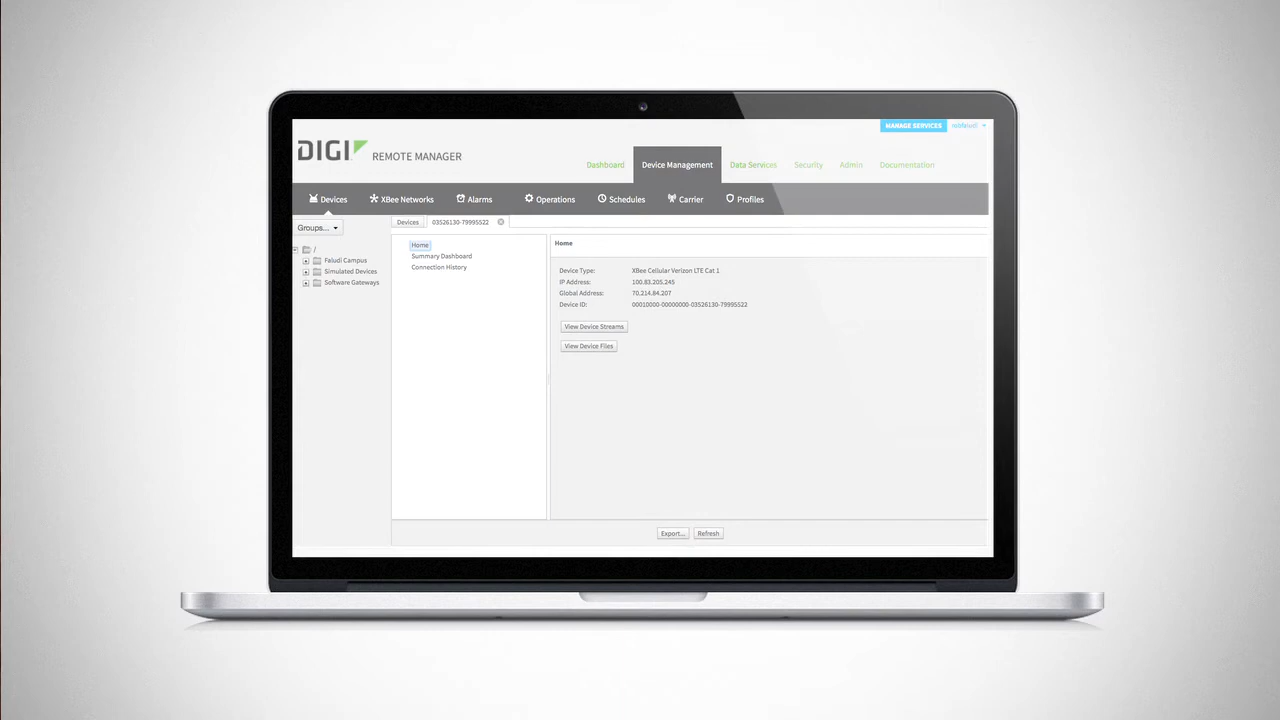 MANAGE SERVICES
DIGI REMOTE MANAGER
Dashboard Device Management Data Services Security Admin Documentation
Devices XBee Networks Alarms Operations Schedules Carrier Profiles
Groups...
Devices 03526130-79995522
/
Faludi Campus
Simulated Devices
Software Gateways
Home
Summary Dashboard
Connection History
Home
Device Type: XBee Cellular Verizon LTE Cat 1
IP Address: 100.83.205.245
Global Address: 70.214.84.207
Device ID: 00010000-00000000-03526130-79995522
View Device Streams
View Device Files
Export... Refresh